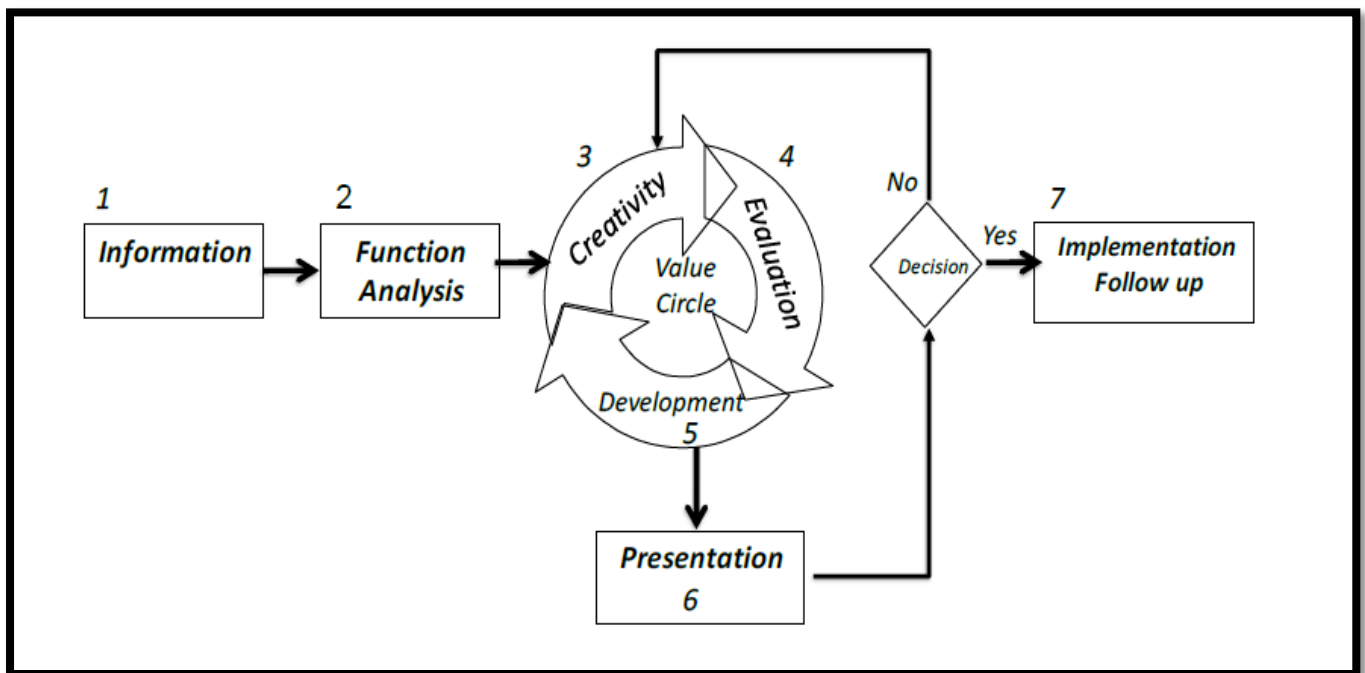 1
Information
2
Function
Analysis
3
Creativity
4
Evaluation
Value
Circle
Development
5
Presentation
6
Decision
No
Yes
7
Implementation
Follow up